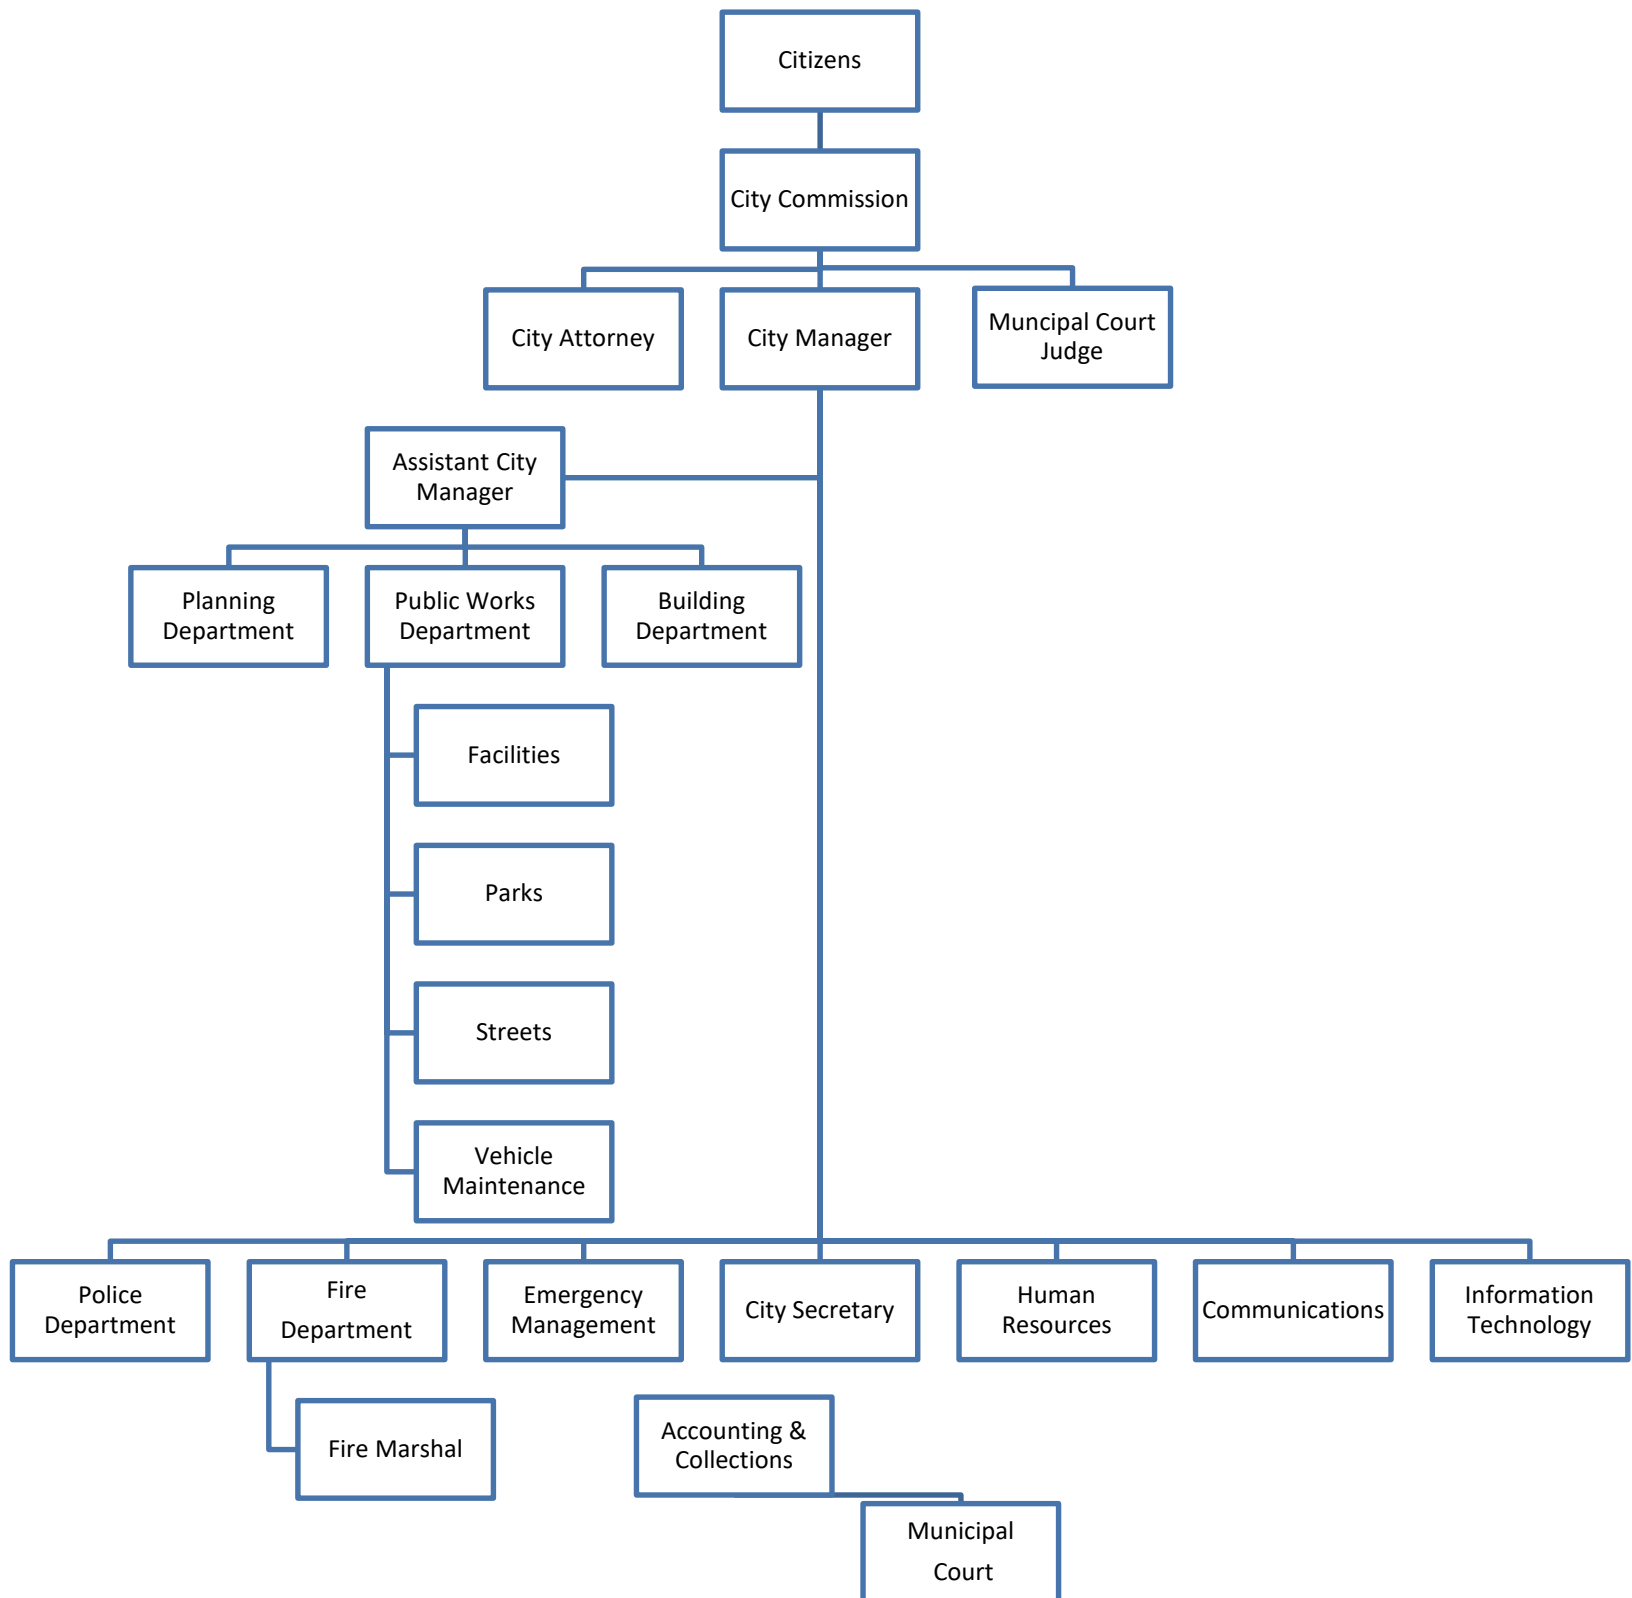 Citizens
City Commission
City Attorney
City Manager
Muncipal Court
Judge
Assistant City
Manager
Planning
Department
Public Works
Department
Building
Department
Facilities
Parks
Streets
Vehicle
Maintenance
Police
Department
Fire
Department
Emergency
Management
City Secretary
Human
Resources
Communications
Information
Technology
Fire Marshal
Accounting &
Collections
Municipal
Court